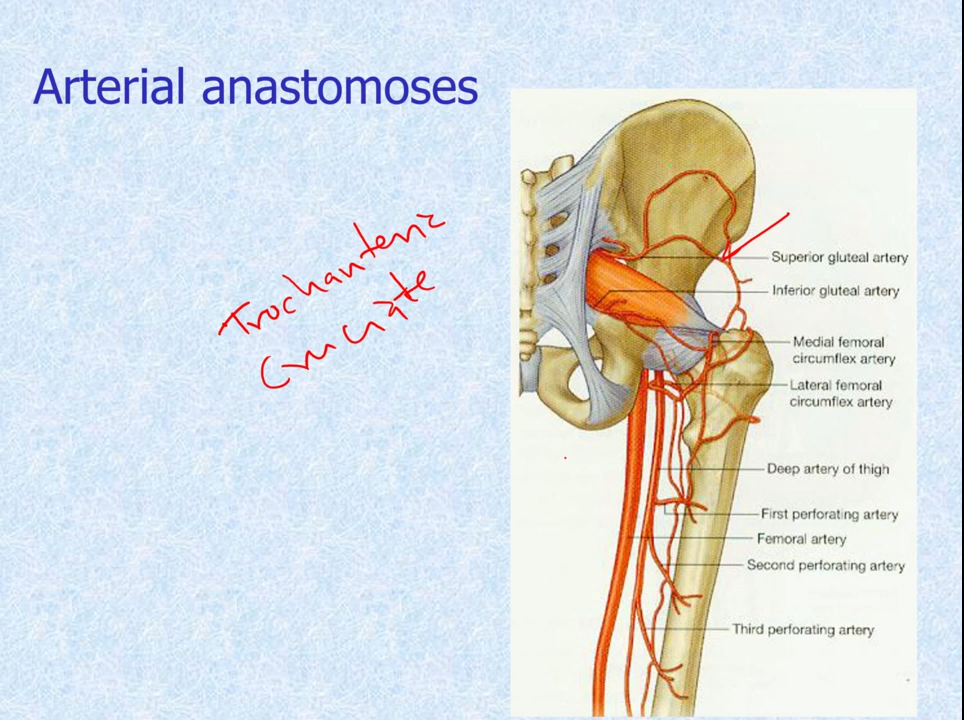 Arterial anastomoses
Trochanteric
Cruciate
Superior gluteal artery
Inferior gluteal artery
Medial femoral
circumflex artery
Lateral femoral
circumflex artery
Deep artery of thigh
First perforating artery
Femoral artery
Second perforating artery
Third perforating artery